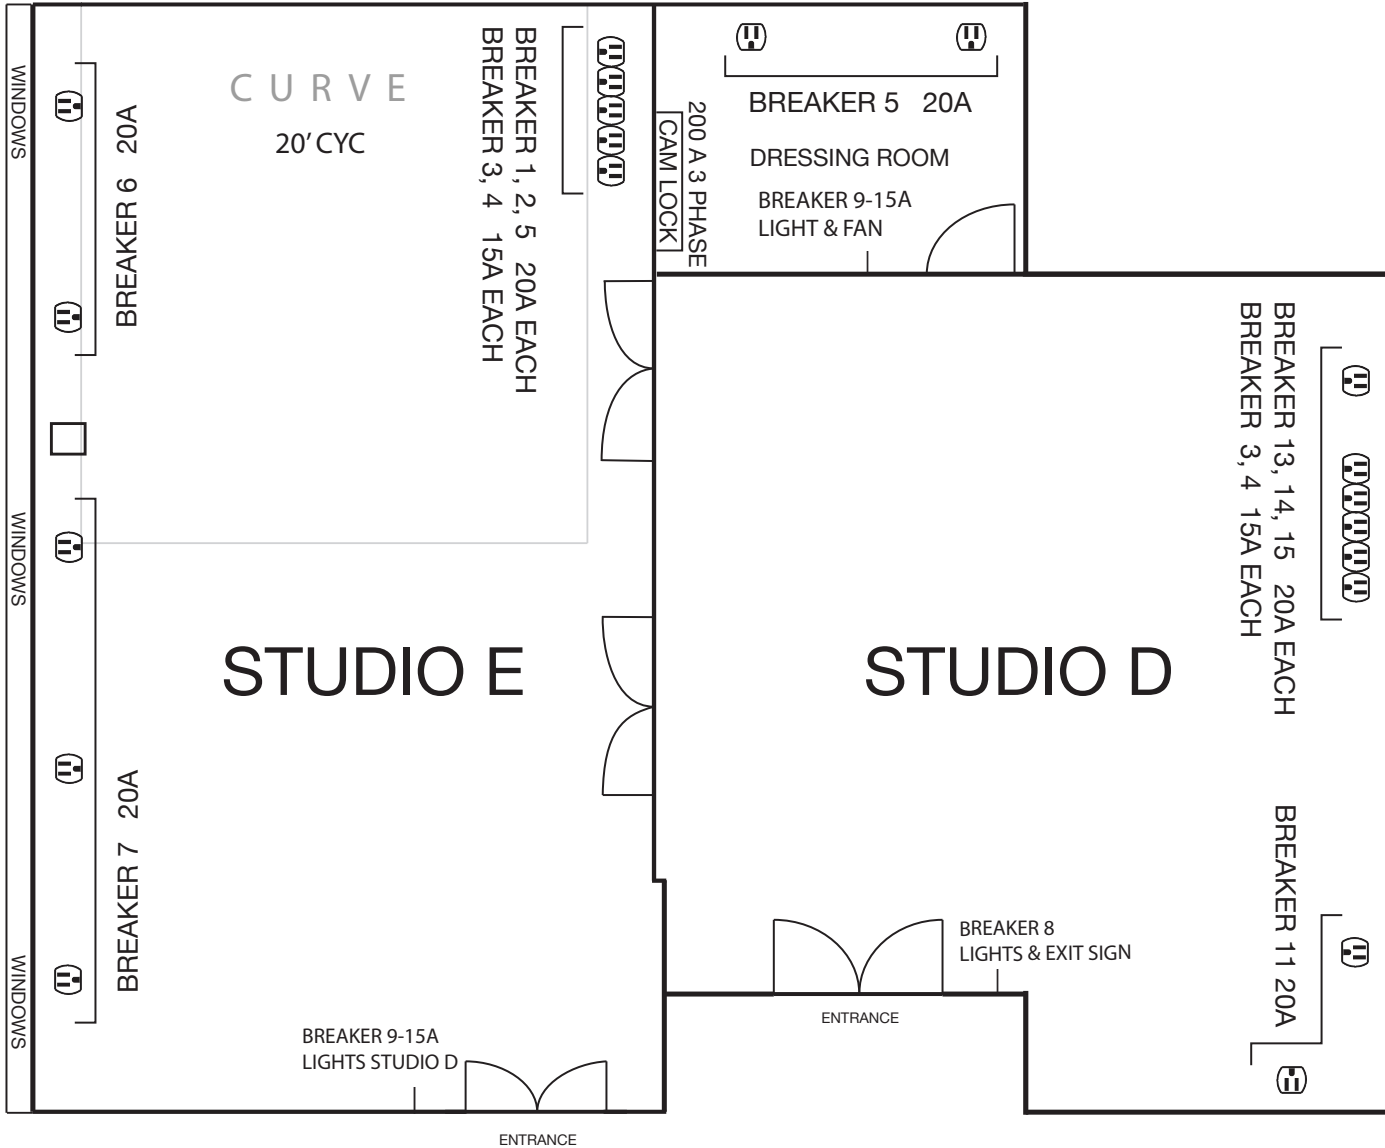 WINDOWS
BREAKER 6 20A
CURVE
20' CYC
BREAKER 1, 2, 5 20A EACH
BREAKER 3, 4 15A EACH
200 A 3 PHASE
CAM LOCK
BREAKER 5 20A
DRESSING ROOM
BREAKER 9-15A
LIGHT & FAN
BREAKER 13, 14, 15 20A EACH
BREAKER 3, 4 15A EACH
WINDOWS
STUDIO E
STUDIO D
BREAKER 7 20A
BREAKER 11 20A
BREAKER 8
LIGHTS & EXIT SIGN
WINDOWS
ENTRANCE
BREAKER 9-15A
LIGHTS STUDIO D
ENTRANCE